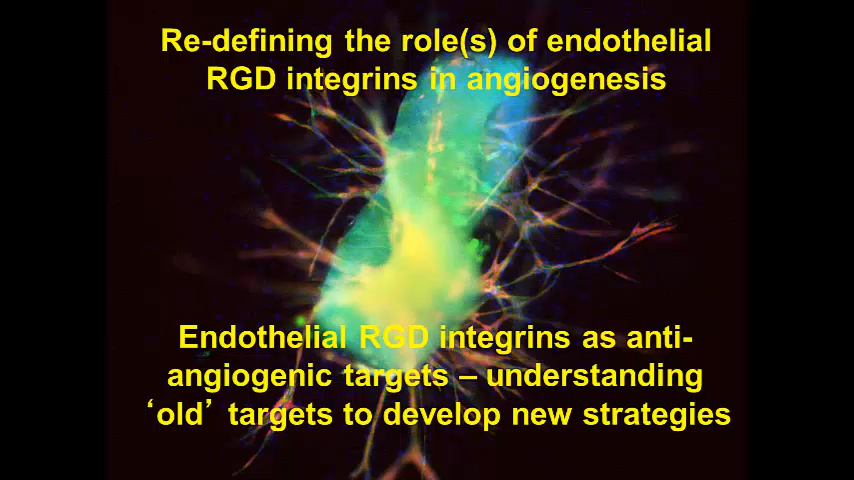 Re-defining the role(s) of endothelial
RGD integrins in angiogenesis
Endothelial RGD integrins as anti-
angiogenic targets – understanding
‘old’ targets to develop new strategies